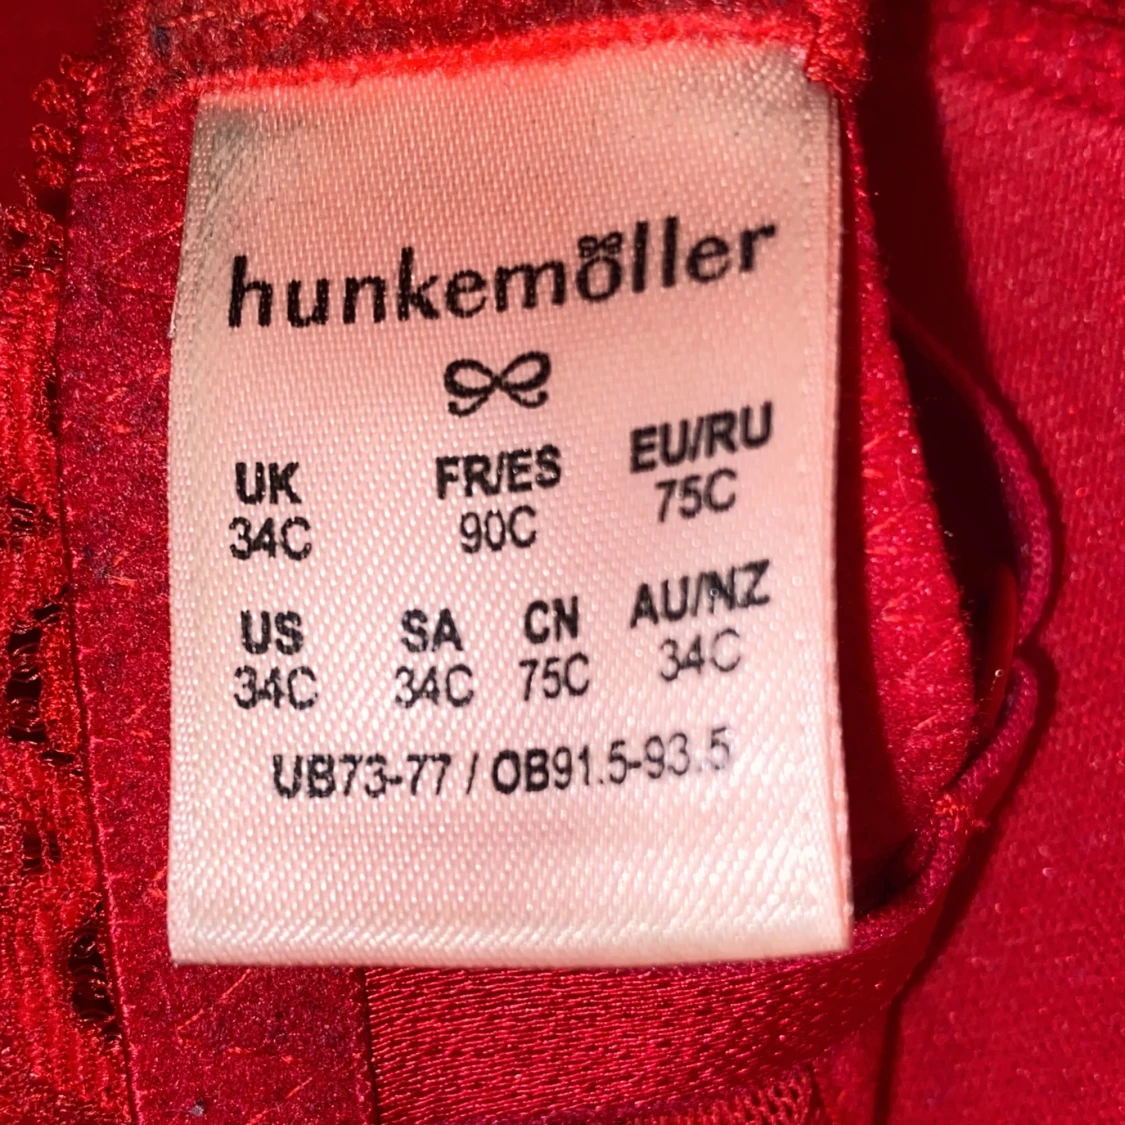 hunkemöller
UK FR/ES EU/RU
34C 90C 75C
US SA CN AU/NZ
34C 34C 75C 34C
UB73-77 / OB91.5-93.5